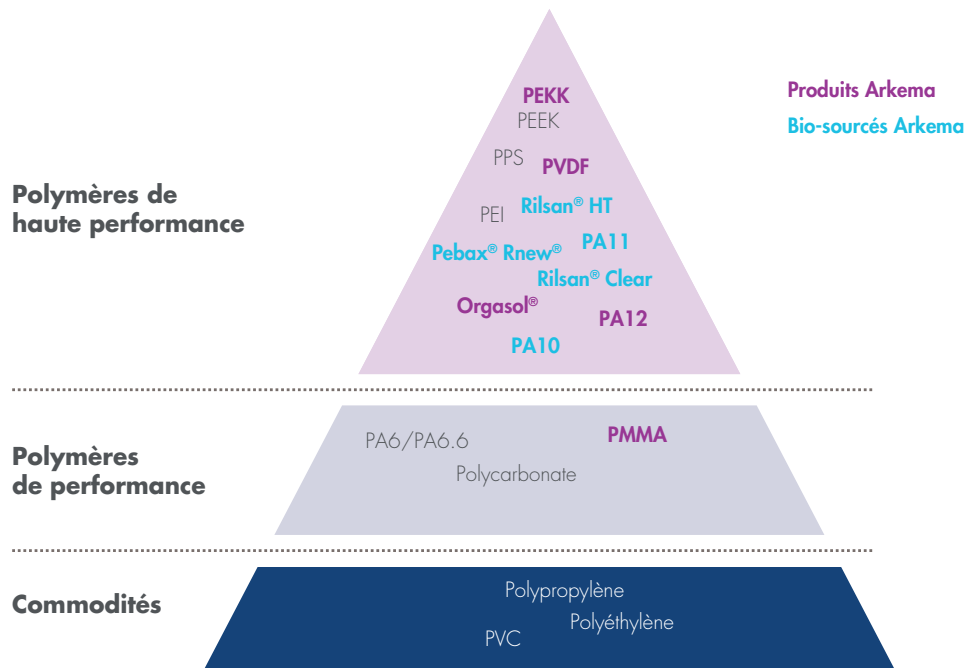 PEKK
PEEK
PPS
PVDF
Rilsan® HT
PEI
PA11
Pebax® Rnew®
Rilsan® Clear
Orgasol®
PA12
PA10
Produits Arkema
Bio-sourcés Arkema
Polymères de
haute performance
PA6/PA6.6
PMMA
Polycarbonate
Polymères
de performance
Polypropylène
Polyéthylène
PVC
Commodités